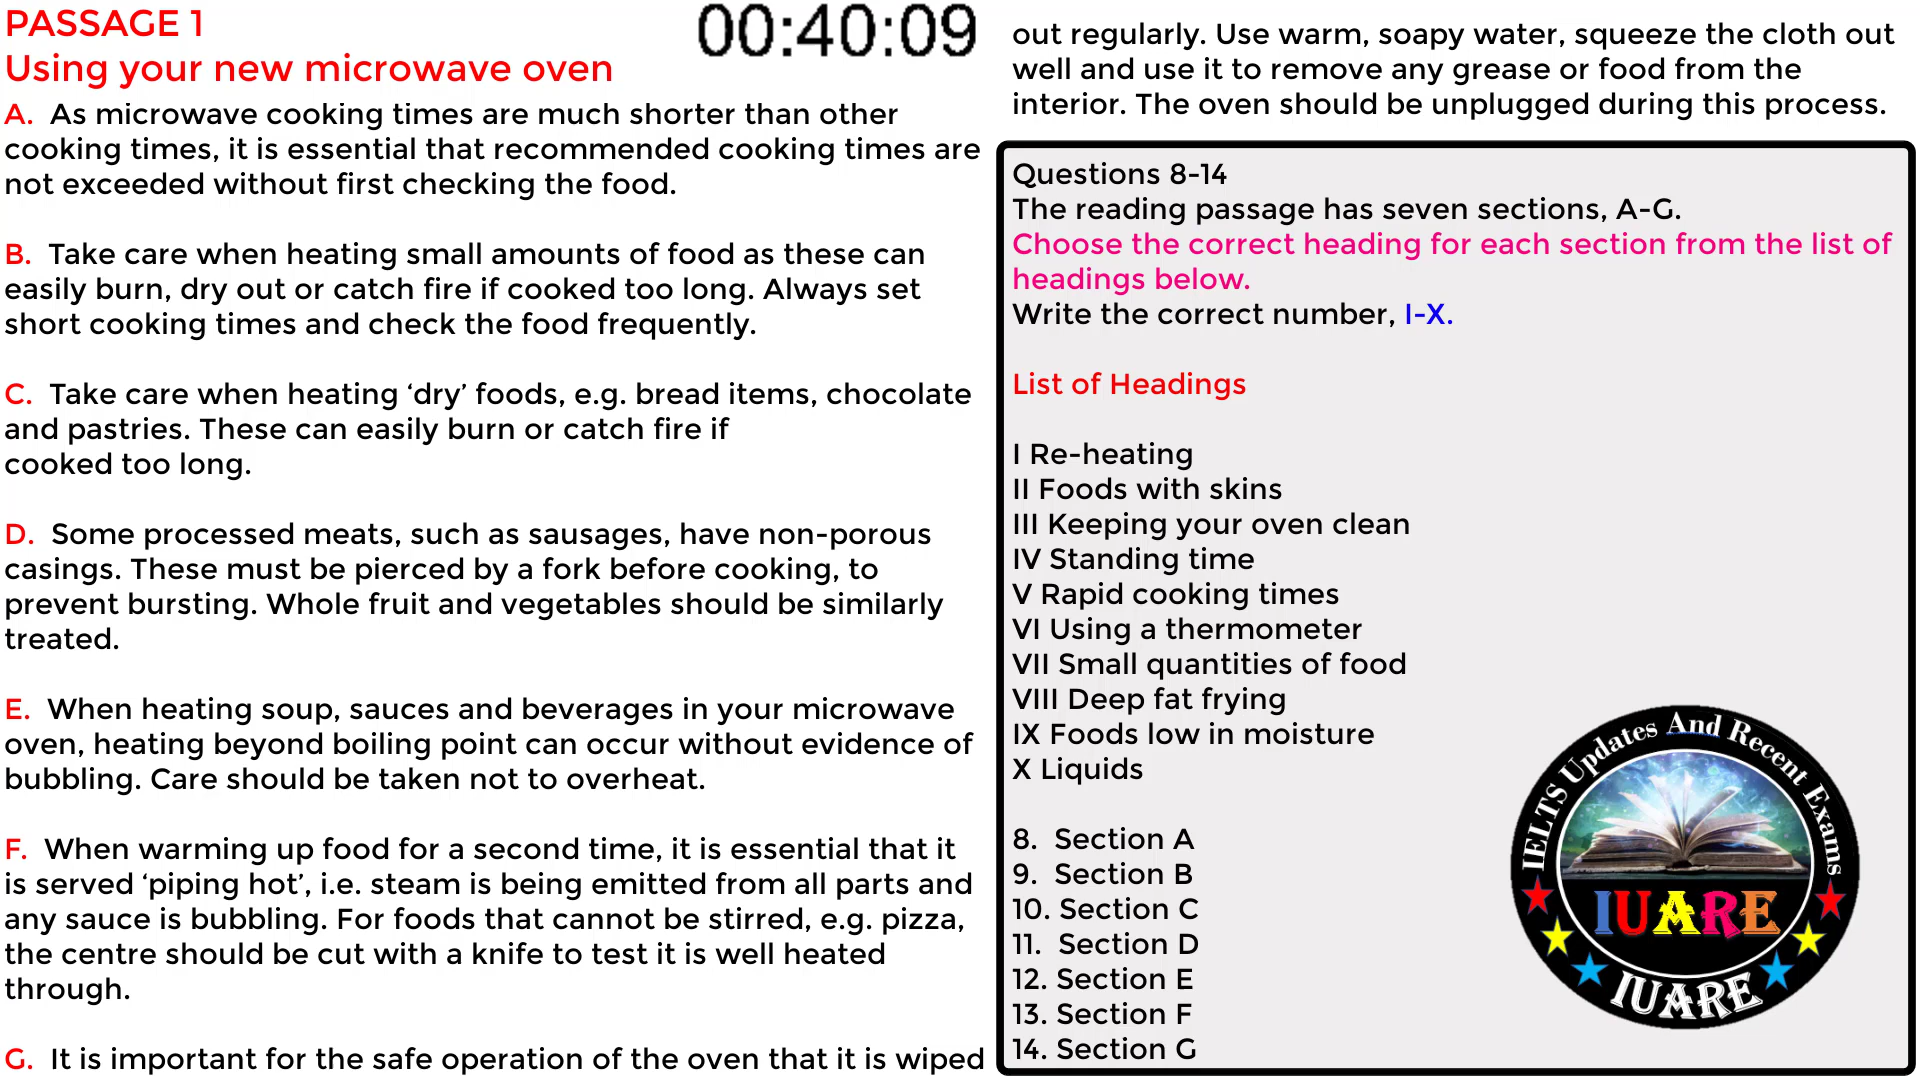 PASSAGE 1
00:40:09
Using your new microwave oven
A. As microwave cooking times are much shorter than other
cooking times, it is essential that recommended cooking times are
not exceeded without first checking the food.
B. Take care when heating small amounts of food as these can
easily burn, dry out or catch fire if cooked too long. Always set
short cooking times and check the food frequently.
C. Take care when heating ‘dry’ foods, e.g. bread items, chocolate
and pastries. These can easily burn or catch fire if
cooked too long.
D. Some processed meats, such as sausages, have non-porous
casings. These must be pierced by a fork before cooking, to
prevent bursting. Whole fruit and vegetables should be similarly
treated.
E. When heating soup, sauces and beverages in your microwave
oven, heating beyond boiling point can occur without evidence of
bubbling. Care should be taken not to overheat.
F. When warming up food for a second time, it is essential that it
is served ‘piping hot’, i.e. steam is being emitted from all parts and
any sauce is bubbling. For foods that cannot be stirred, e.g. pizza,
the centre should be cut with a knife to test it is well heated
through.
G. It is important for the safe operation of the oven that it is wiped
out regularly. Use warm, soapy water, squeeze the cloth out
well and use it to remove any grease or food from the
interior. The oven should be unplugged during this process.
Questions 8-14
The reading passage has seven sections, A-G.
Choose the correct heading for each section from the list of
headings below.
Write the correct number, I-X.
List of Headings
I Re-heating
II Foods with skins
III Keeping your oven clean
IV Standing time
V Rapid cooking times
VI Using a thermometer
VII Small quantities of food
VIII Deep fat frying
IX Foods low in moisture
X Liquids
8. Section A
9. Section B
10. Section C
11. Section D
12. Section E
13. Section F
14. Section G
IELTS Updates And Recent Exams
IUARE
IUARE